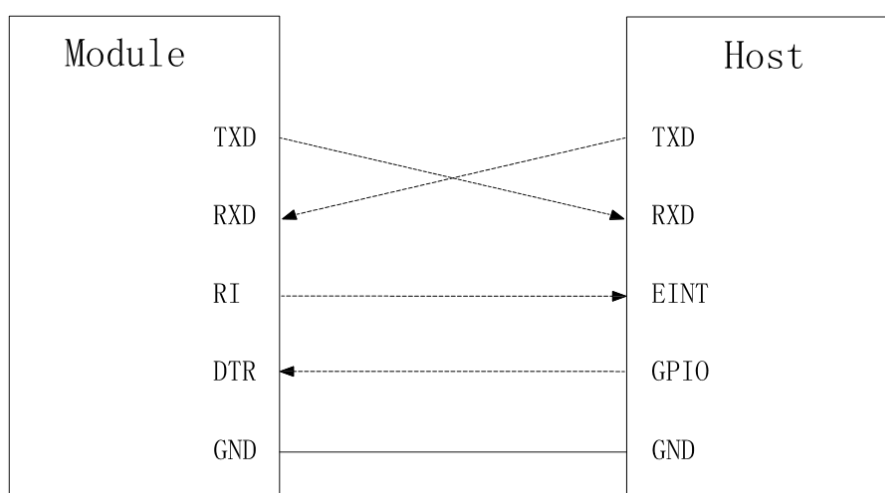 Module
Host
TXD
TXD
RXD
RXD
RI
EINT
DTR
GPIO
GND
GND